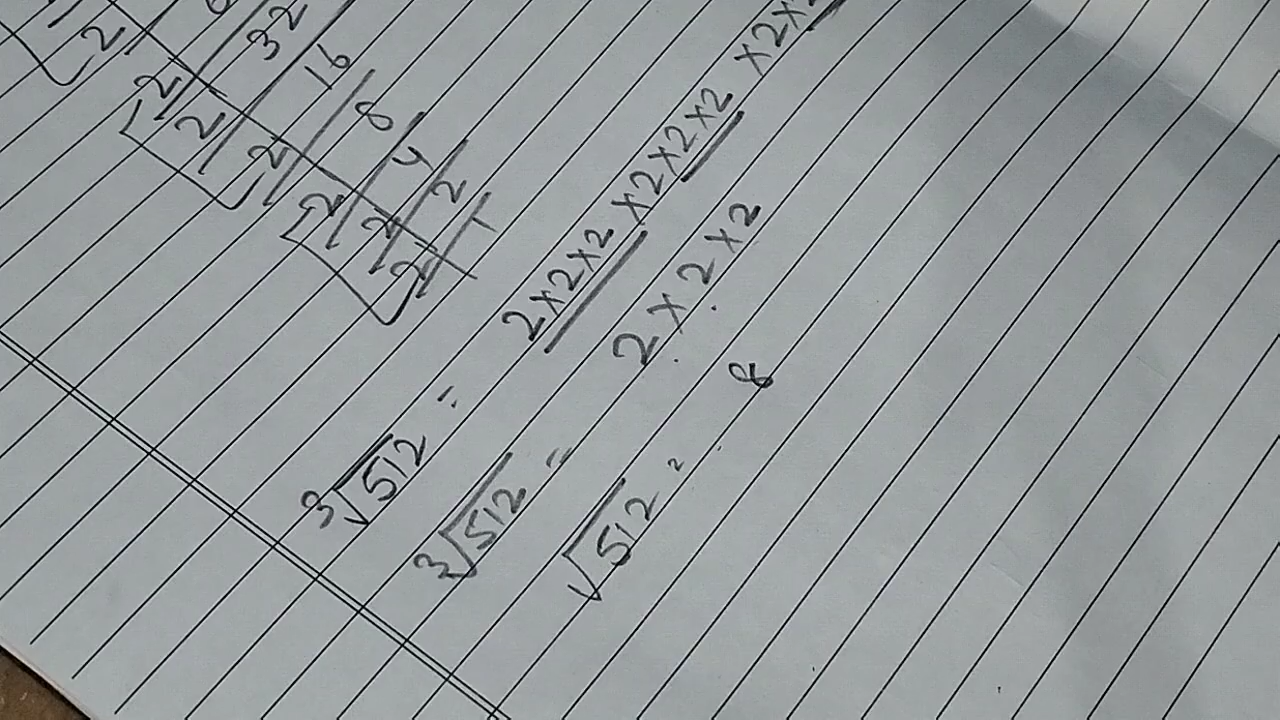 2
2 | 32
2 | 16
2 | 8
2 | 4
2 | 2
2 | 1
∛512 = 2×2×2 ×2×2×2 ×2×
∛512 = 2 × 2 × 2
√512 = 8